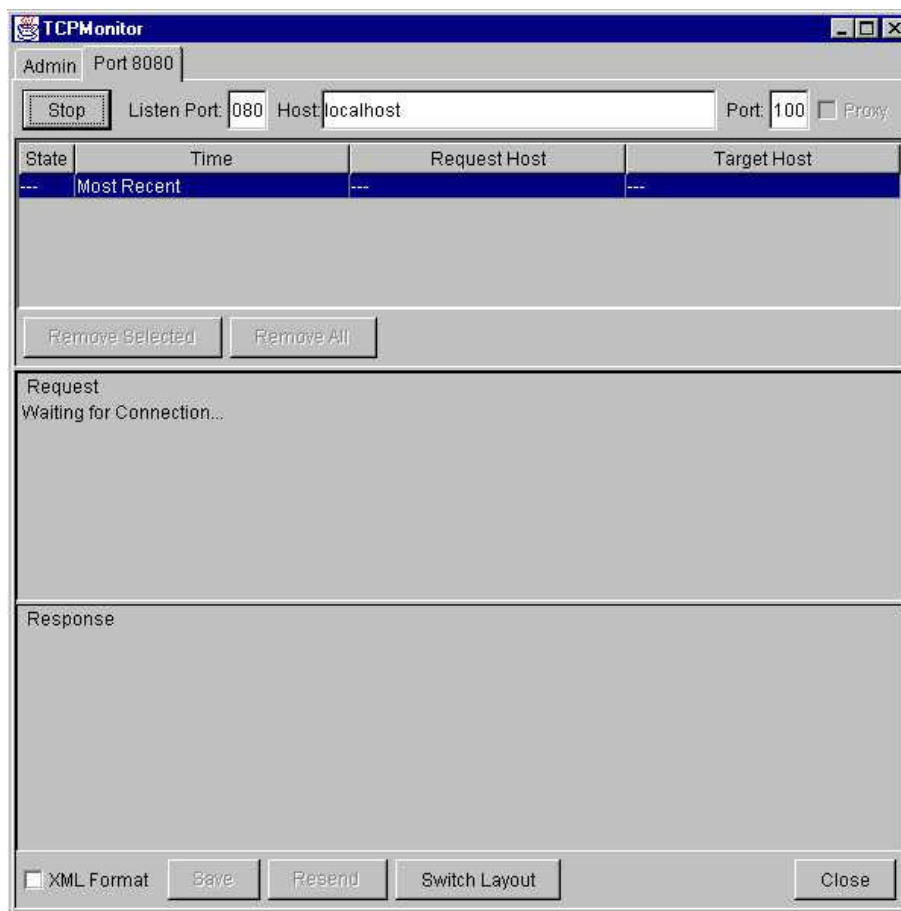 TCPMonitor
Admin Port 8080
Stop Listen Port: 080 Host: localhost Port: 100 Proxy
State Time Request Host Target Host
--- Most Recent --- ---
Remove Selected Remove All
Request
Waiting for Connection...
Response
XML Format Save Resend Switch Layout Close